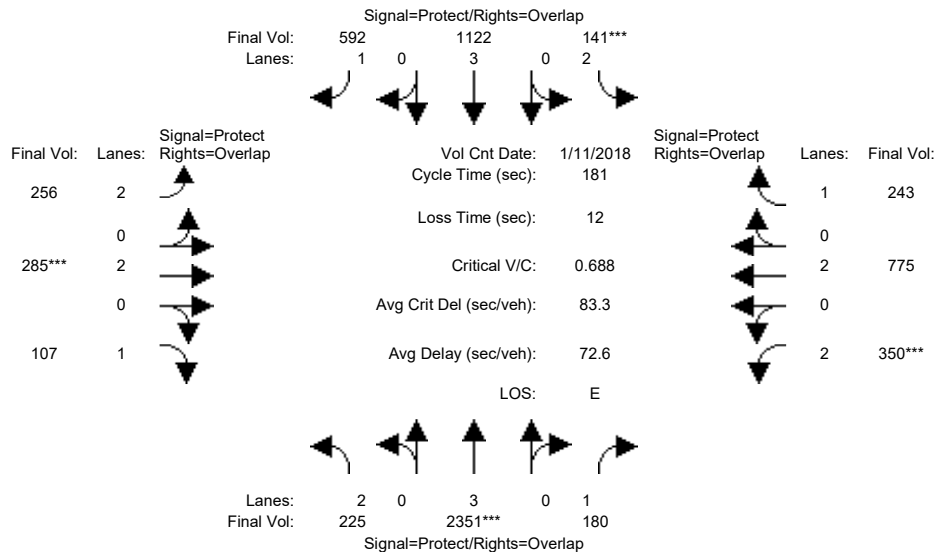 Signal=Protect/Rights=Overlap
Final Vol: 592 1122 141***
Lanes: 1 0 3 0 2
Signal=Protect Signal=Protect
Final Vol: Lanes: Rights=Overlap Vol Cnt Date: 1/11/2018 Rights=Overlap Lanes: Final Vol:
Cycle Time (sec): 181
256 2 1 243
Loss Time (sec): 12
0 0
285*** 2 Critical V/C: 0.688 2 775
0 Avg Crit Del (sec/veh): 83.3 0
107 1 Avg Delay (sec/veh): 72.6 2 350***
LOS: E
Lanes: 2 0 3 0 1
Final Vol: 225 2351*** 180
Signal=Protect/Rights=Overlap